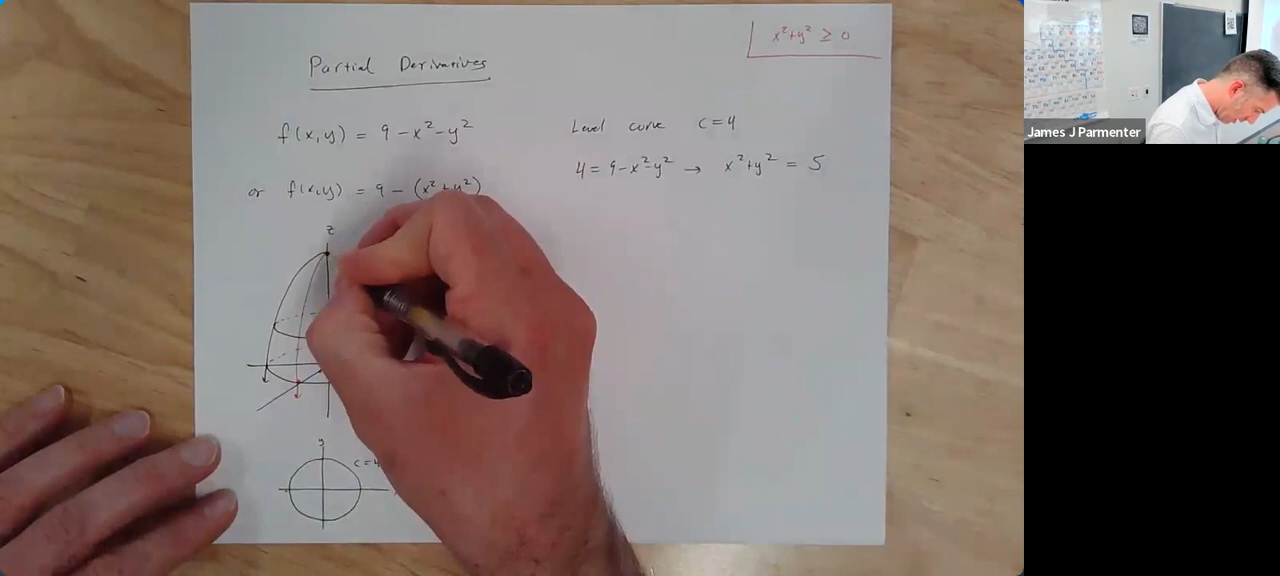 x²+y² ≥ 0
Partial Derivatives
f(x,y) = 9 - x² - y²
Level curve c=4
4 = 9 - x² - y² → x² + y² = 5
or f(x,y) = 9 - (x² + y²)
z
y
c=4
James J Parmenter